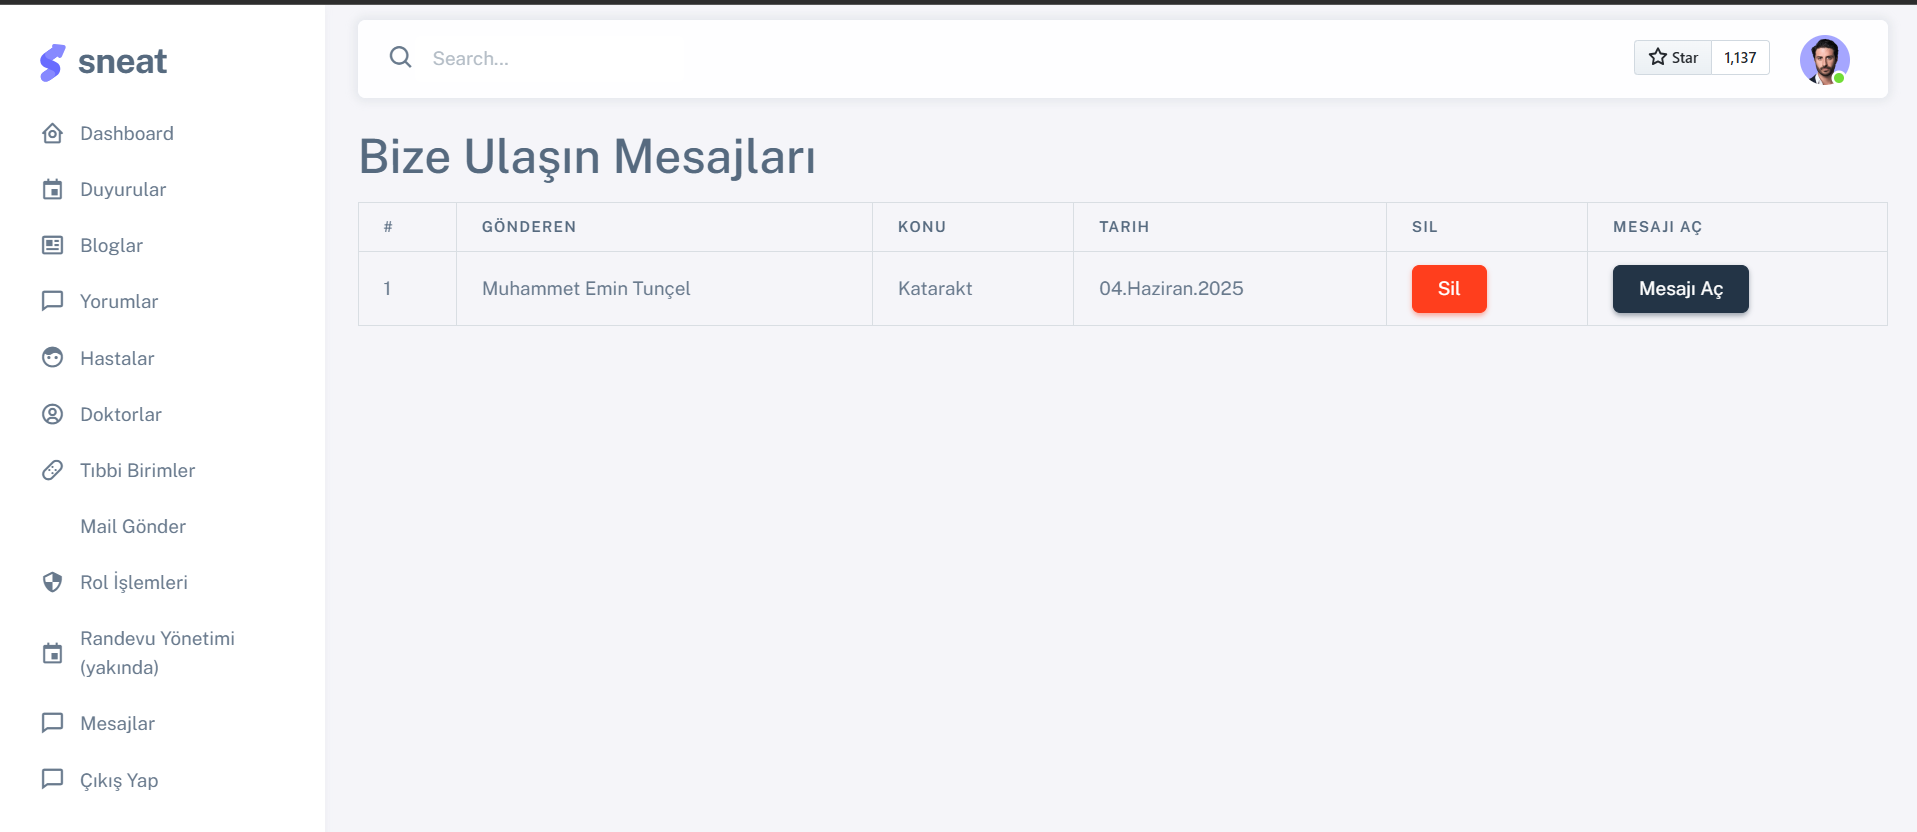 sneat
Dashboard
Duyurular
Bloglar
Yorumlar
Hastalar
Doktorlar
Tıbbi Birimler
Mail Gönder
Rol İşlemleri
Randevu Yönetimi
(yakında)
Mesajlar
Çıkış Yap
Search...
Star 1,137
Bize Ulaşın Mesajları
# GÖNDEREN KONU TARIH SIL MESAJI AÇ
1 Muhammet Emin Tunçel Katarakt 04.Haziran.2025 Sil Mesajı Aç